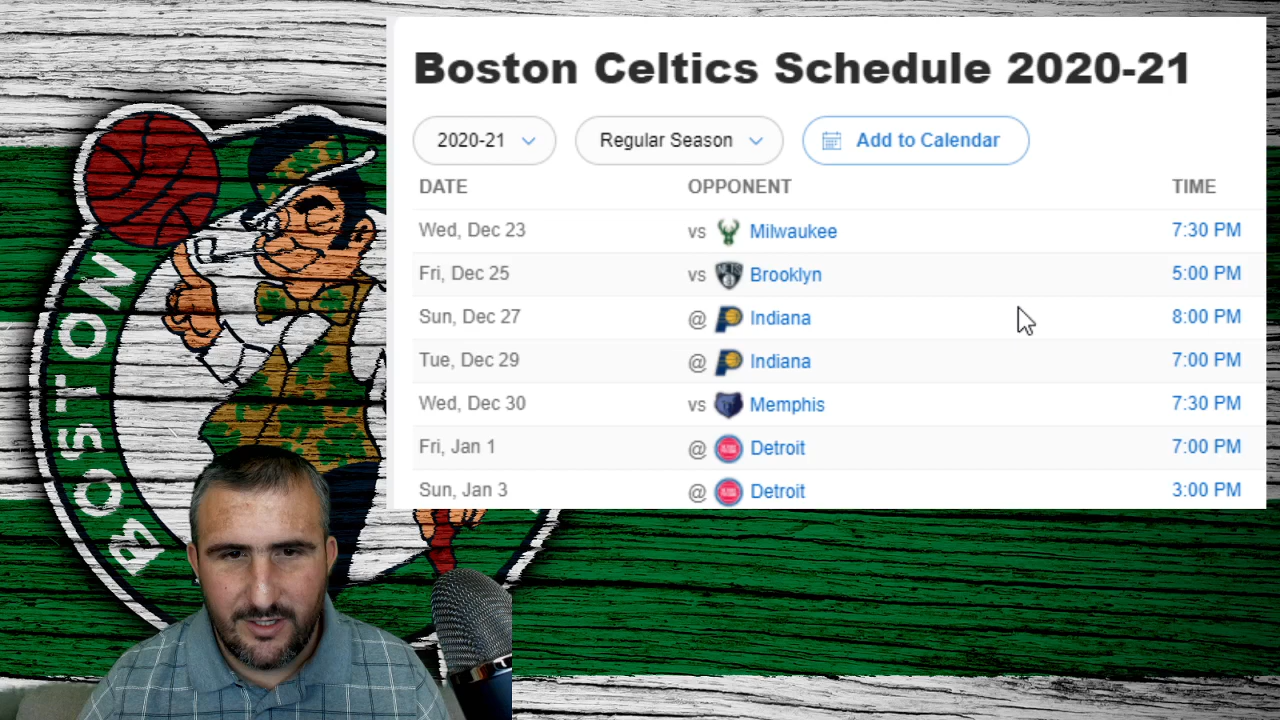 Boston Celtics Schedule 2020-21
2020-21 Regular Season Add to Calendar
DATE OPPONENT TIME
Wed, Dec 23 vs Milwaukee 7:30 PM
Fri, Dec 25 vs Brooklyn 5:00 PM
Sun, Dec 27 @ Indiana 8:00 PM
Tue, Dec 29 @ Indiana 7:00 PM
Wed, Dec 30 vs Memphis 7:30 PM
Fri, Jan 1 @ Detroit 7:00 PM
Sun, Jan 3 @ Detroit 3:00 PM
BOSTON